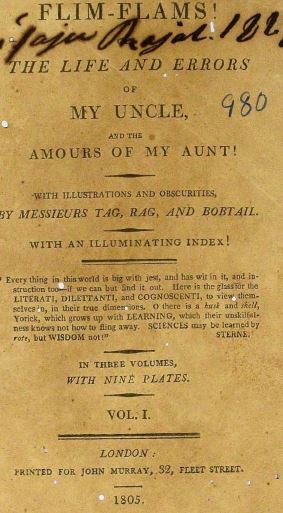 FLIM-FLAMS!
THE LIFE AND ERRORS
OF
MY UNCLE,
980
AND THE
AMOURS OF MY AUNT!
WITH ILLUSTRATIONS AND OBSCURITIES,
BY MESSIEURS TAG, RAG, AND BOBTAIL.
WITH AN ILLUMINATING INDEX!
" Every thing in this world is big with jest, and has wit in it, and in-
struction too—if we can but find it out. Here is the glass for the
LITERATI, DILETTANTI, and COGNOSCENTI, to view them-
selves in, in their true dimensions. O there is a husk and shell,
Yorick, which grows up with LEARNING, which their unskilful-
ness knows not how to fling away. SCIENCES may be learned by
rote, but WISDOM not!" STERNE.
IN THREE VOLUMES,
WITH NINE PLATES.
VOL. I.
LONDON:
PRINTED FOR JOHN MURRAY, 32, FLEET STREET.
1805.